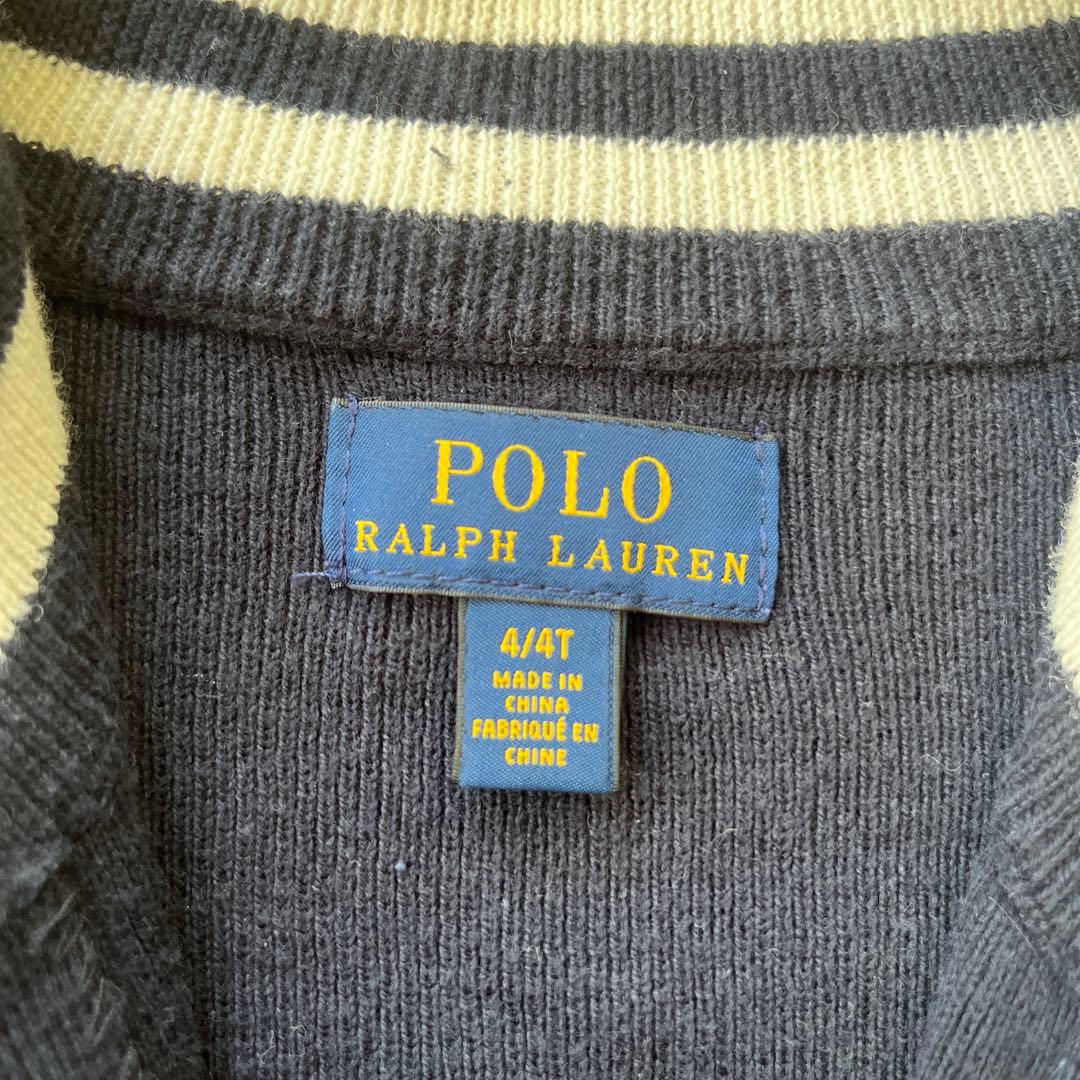 POLO
RALPH LAUREN
4/4T
MADE IN
CHINA
FABRIQUÉ EN
CHINE